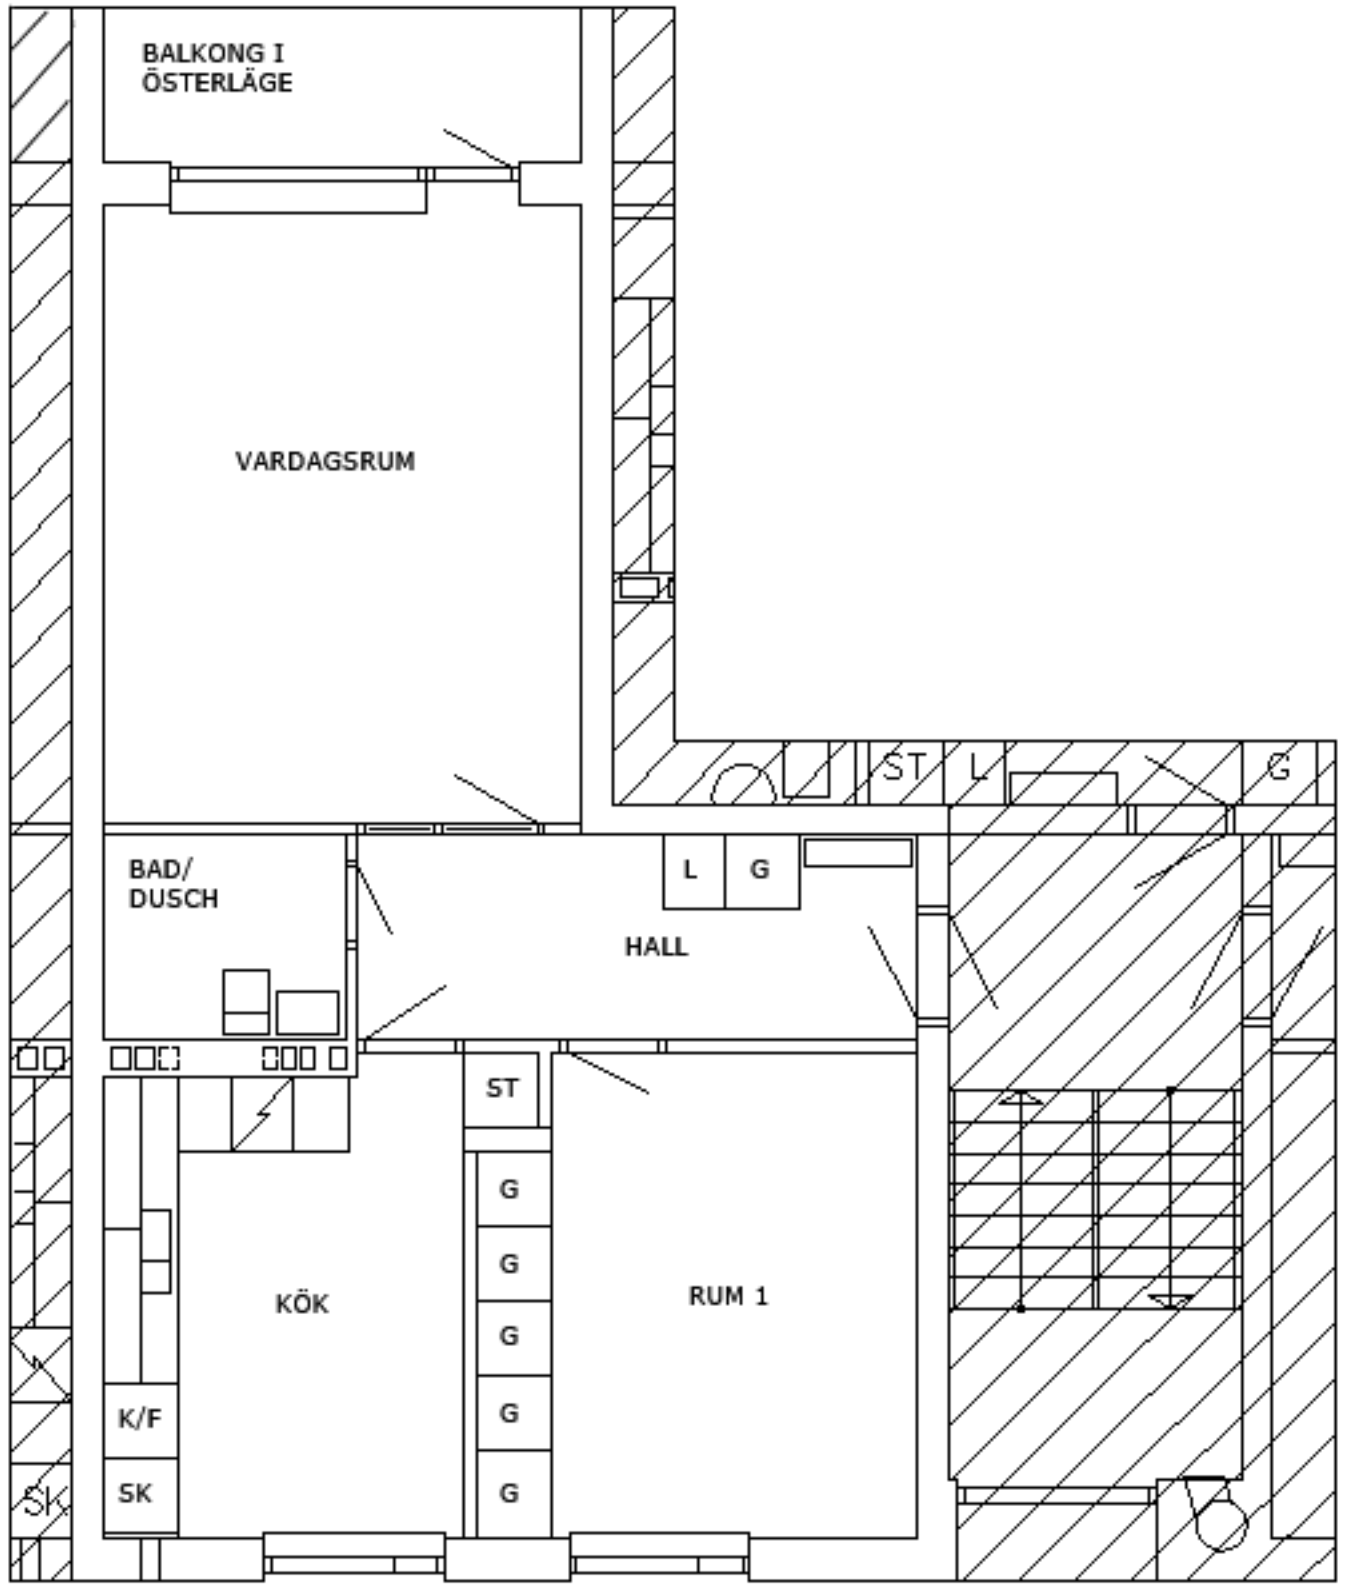 BALKONG I
ÖSTERLÄGE
VARDAGSRUM
ST L G
BAD/
DUSCH
L G
HALL
ST
G
G
KÖK
RUM 1
G
G
K/F
G
SK
SK